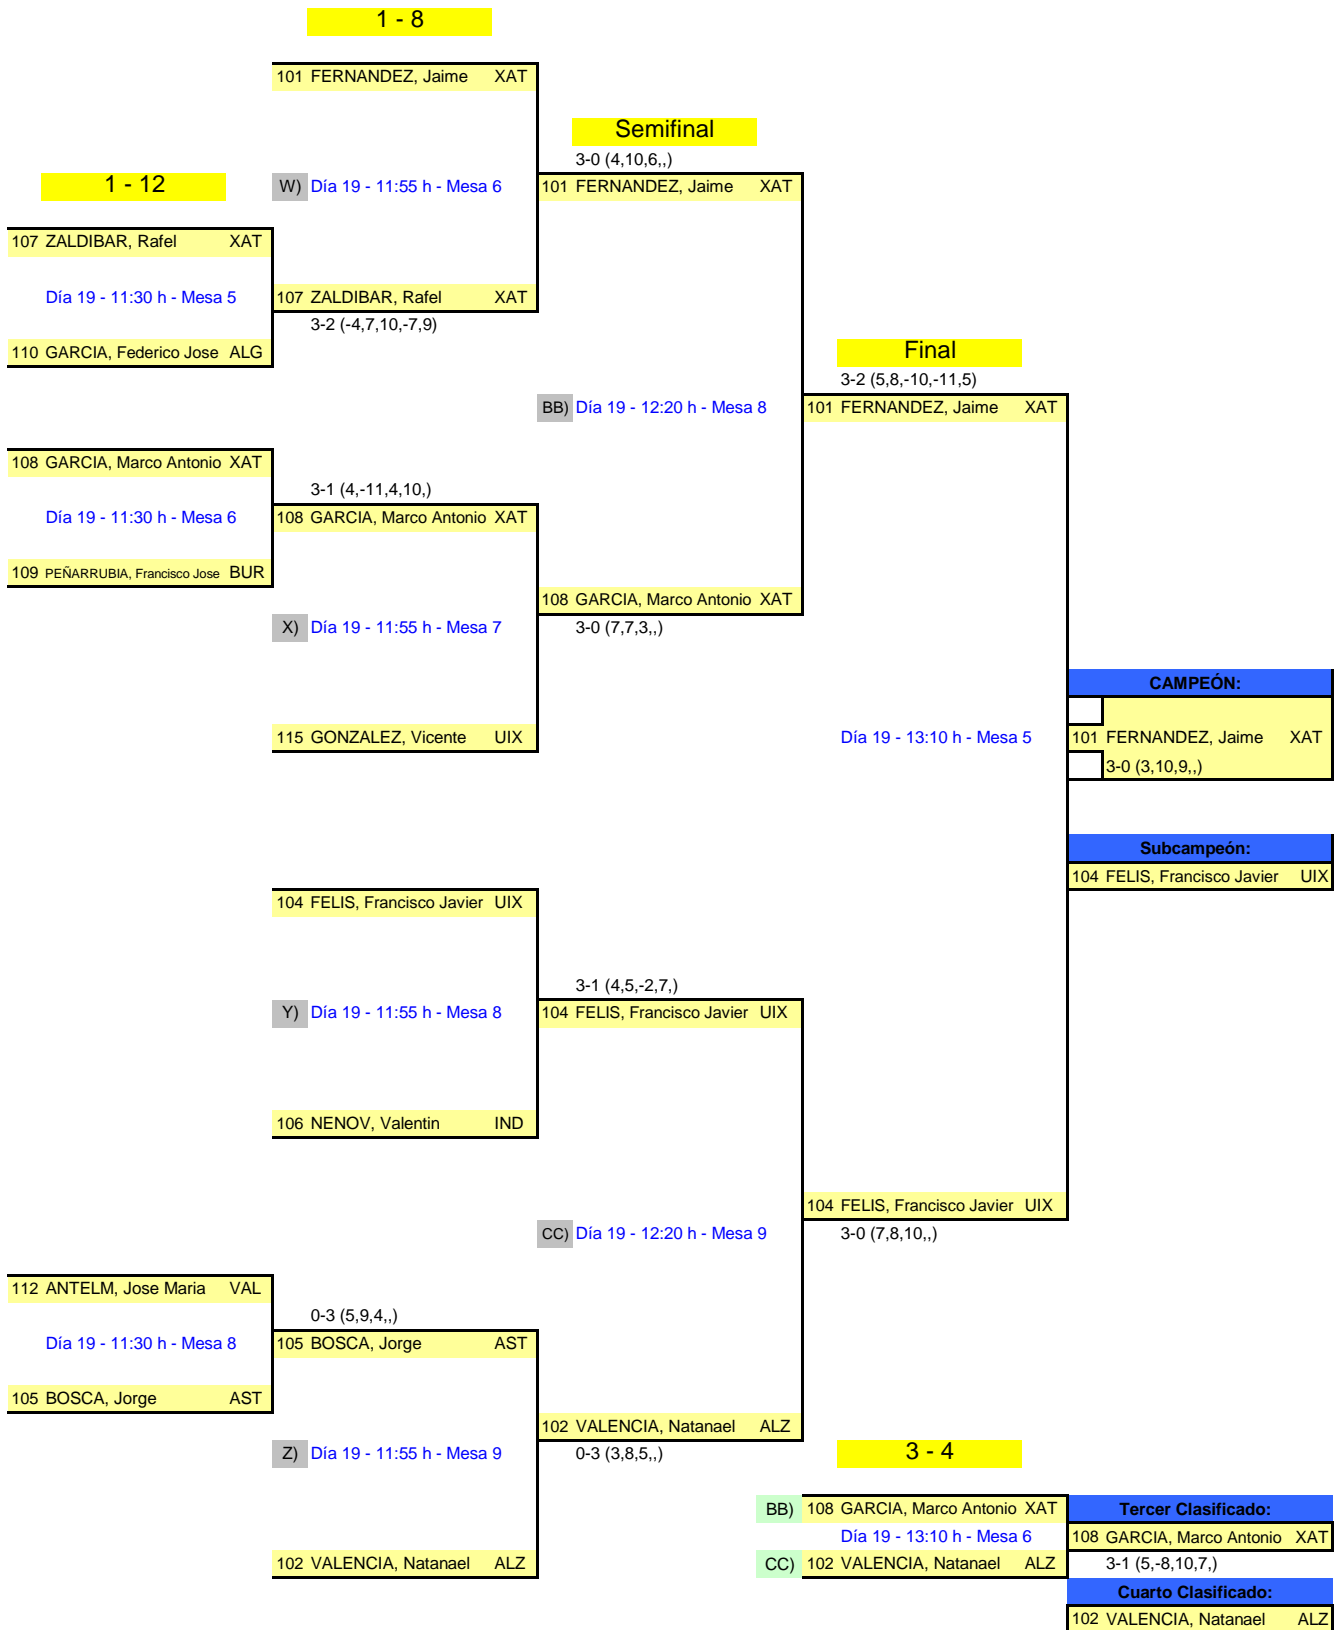 1 - 8
101 FERNANDEZ, Jaime XAT
Semifinal
3-0 (4,10,6,,)
1 - 12
W) Día 19 - 11:55 h - Mesa 6
101 FERNANDEZ, Jaime XAT
107 ZALDIBAR, Rafel XAT
Día 19 - 11:30 h - Mesa 5
107 ZALDIBAR, Rafel XAT
3-2 (-4,7,10,-7,9)
110 GARCIA, Federico Jose ALG
Final
3-2 (5,8,-10,-11,5)
BB) Día 19 - 12:20 h - Mesa 8
101 FERNANDEZ, Jaime XAT
108 GARCIA, Marco Antonio XAT
3-1 (4,-11,4,10,)
Día 19 - 11:30 h - Mesa 6
108 GARCIA, Marco Antonio XAT
109 PEÑARRUBIA, Francisco Jose BUR
108 GARCIA, Marco Antonio XAT
X) Día 19 - 11:55 h - Mesa 7
3-0 (7,7,3,,)
CAMPEÓN:
115 GONZALEZ, Vicente UIX
Día 19 - 13:10 h - Mesa 5
101 FERNANDEZ, Jaime XAT
3-0 (3,10,9,,)
Subcampeón:
104 FELIS, Francisco Javier UIX
104 FELIS, Francisco Javier UIX
3-1 (4,5,-2,7,)
Y) Día 19 - 11:55 h - Mesa 8
104 FELIS, Francisco Javier UIX
106 NENOV, Valentin IND
104 FELIS, Francisco Javier UIX
CC) Día 19 - 12:20 h - Mesa 9
3-0 (7,8,10,,)
112 ANTELM, Jose Maria VAL
0-3 (5,9,4,,)
Día 19 - 11:30 h - Mesa 8
105 BOSCA, Jorge AST
105 BOSCA, Jorge AST
102 VALENCIA, Natanael ALZ
Z) Día 19 - 11:55 h - Mesa 9
0-3 (3,8,5,,)
3 - 4
BB) 108 GARCIA, Marco Antonio XAT
Tercer Clasificado:
Día 19 - 13:10 h - Mesa 6
108 GARCIA, Marco Antonio XAT
102 VALENCIA, Natanael ALZ
CC) 102 VALENCIA, Natanael ALZ
3-1 (5,-8,10,7,)
Cuarto Clasificado:
102 VALENCIA, Natanael ALZ